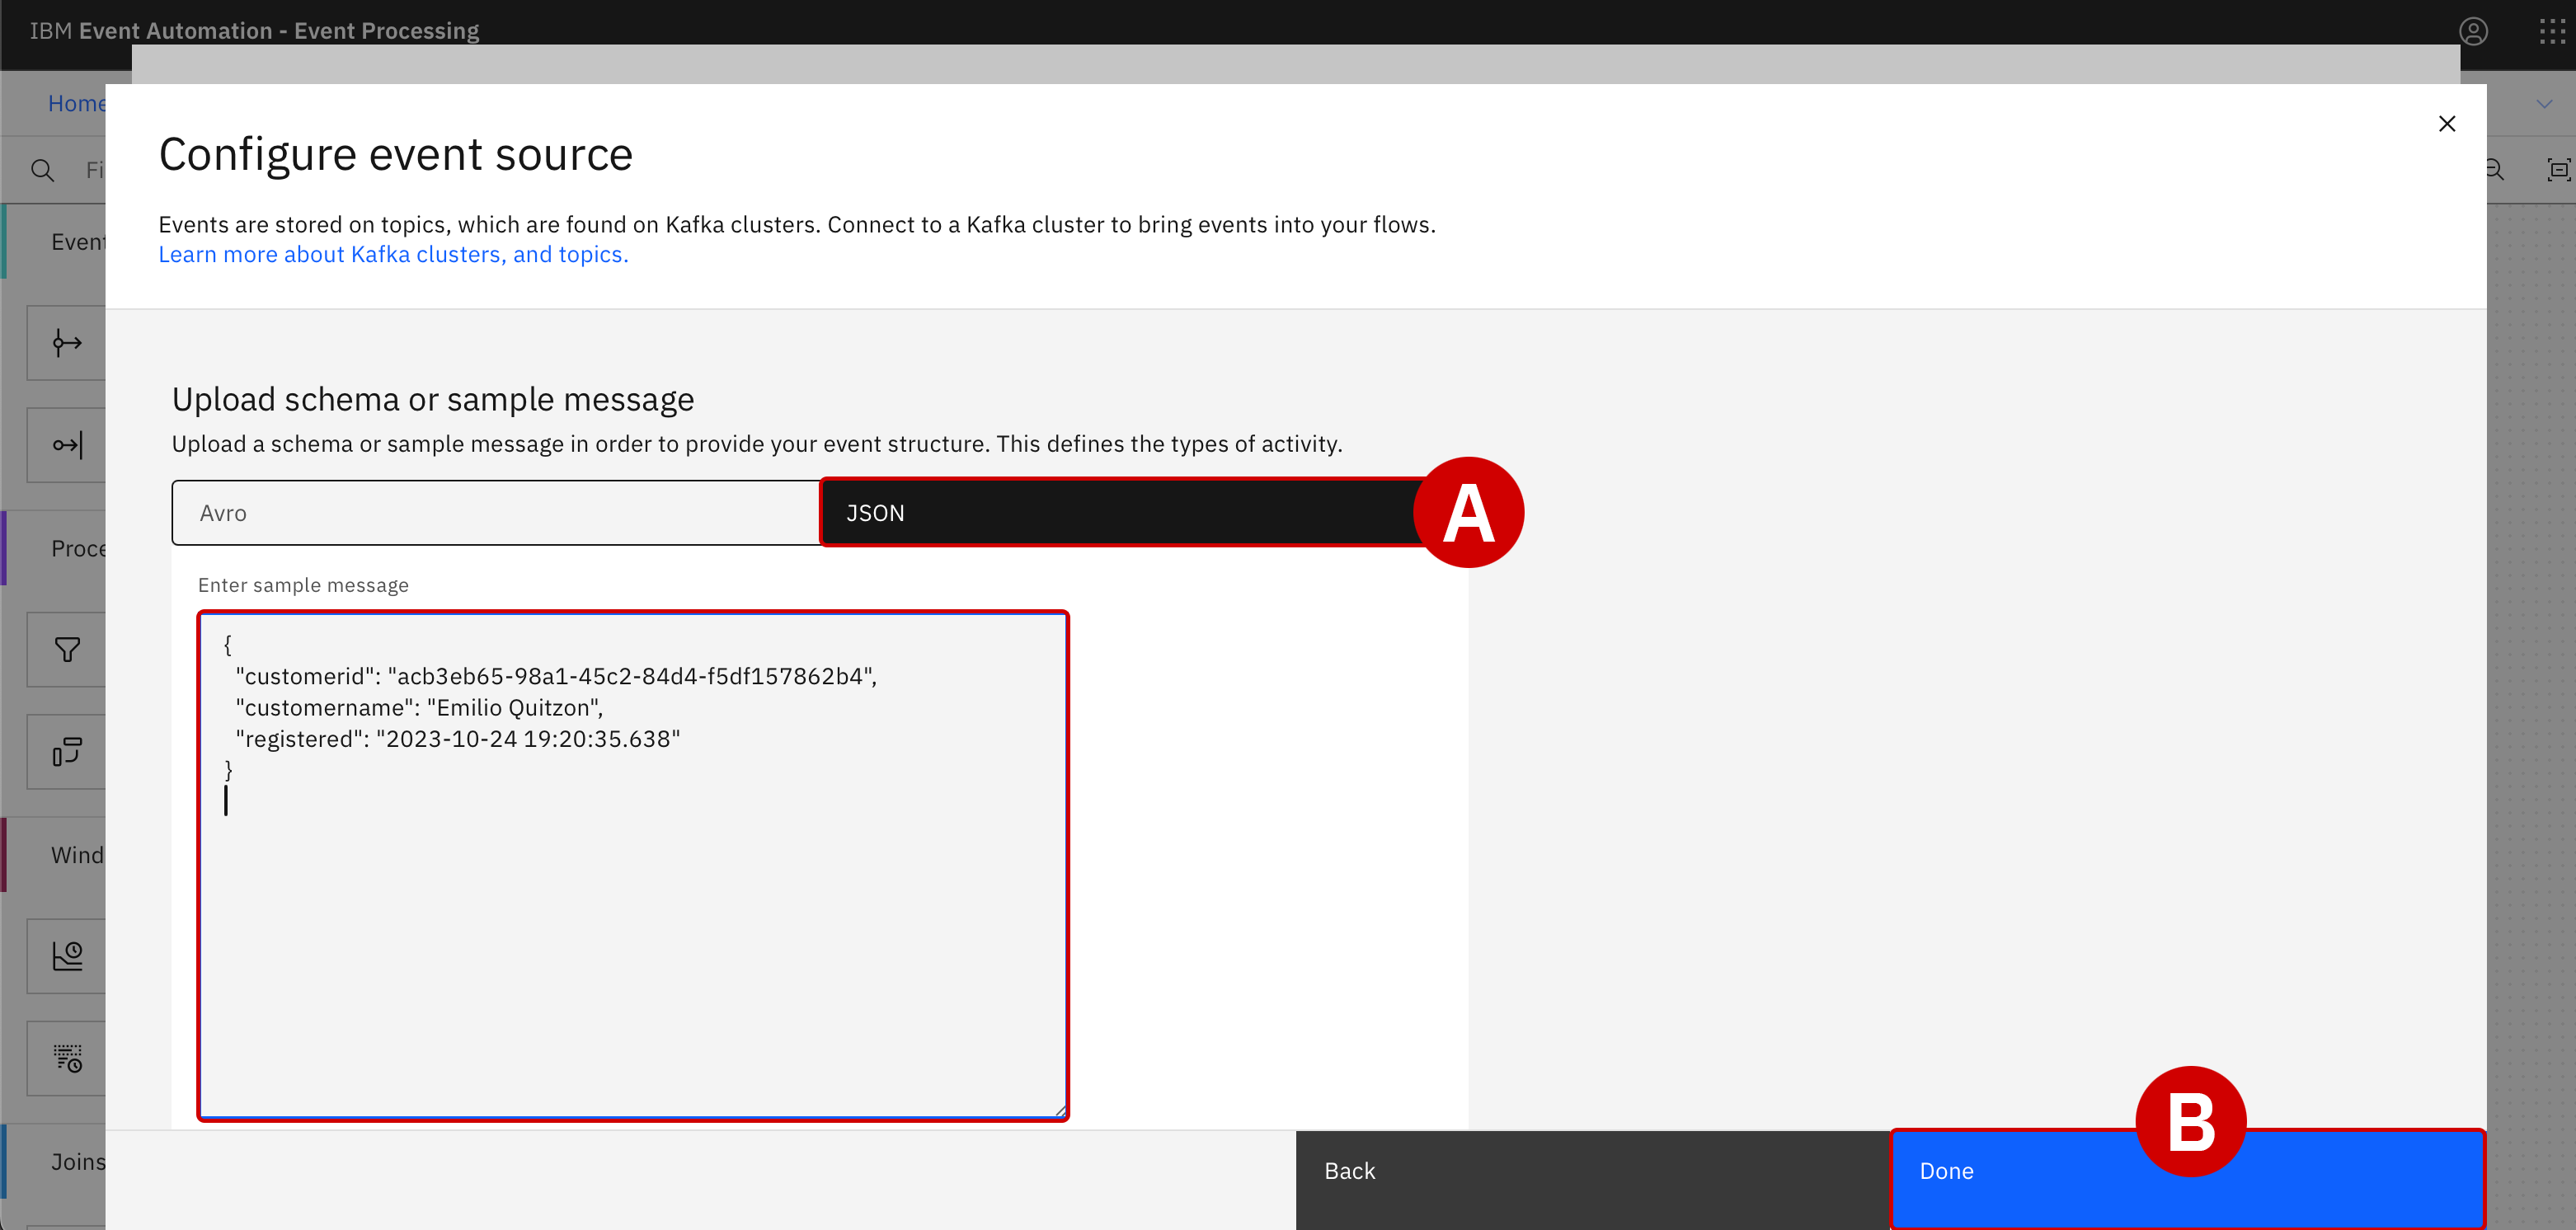 IBM Event Automation - Event Processing
Home
Fi
Configure event source
Events are stored on topics, which are found on Kafka clusters. Connect to a Kafka cluster to bring events into your flows.
Learn more about Kafka clusters, and topics.
Event
Proce
Wind
Joins
Upload schema or sample message
Upload a schema or sample message in order to provide your event structure. This defines the types of activity.
Avro
JSON
A
Enter sample message
{
"customerid": "acb3eb65-98a1-45c2-84d4-f5df157862b4",
"customername": "Emilio Quitzon",
"registered": "2023-10-24 19:20:35.638"
}
B
Back
Done